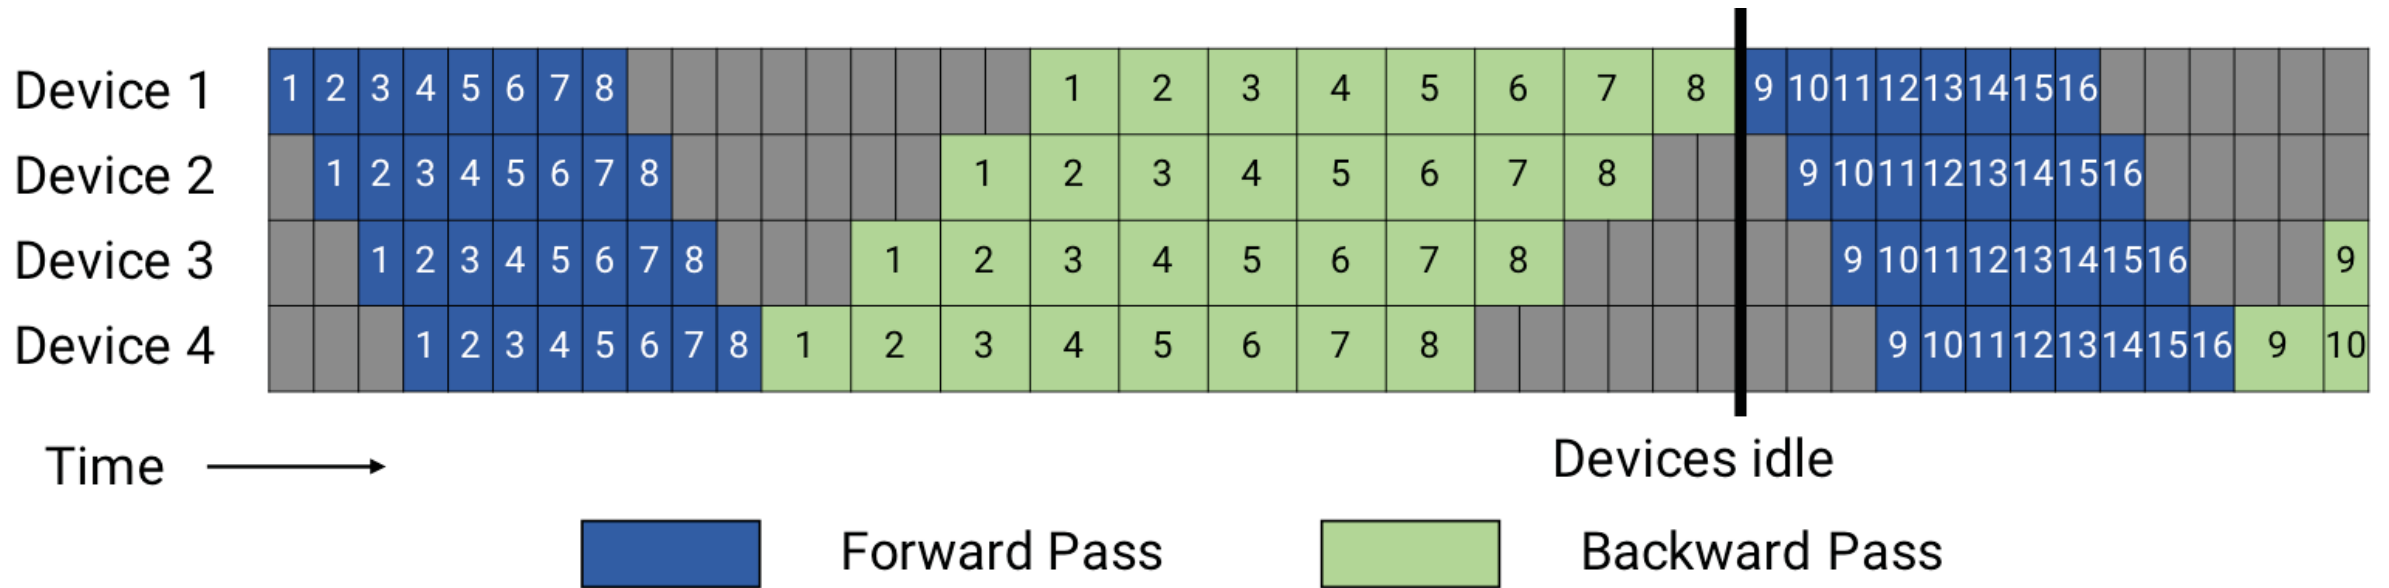 Device 1 1 2 3 4 5 6 7 8 1 2 3 4 5 6 7 8 9 10 11 12 13 14 15 16
Device 2 1 2 3 4 5 6 7 8 1 2 3 4 5 6 7 8 9 10 11 12 13 14 15 16
Device 3 1 2 3 4 5 6 7 8 1 2 3 4 5 6 7 8 9 10 11 12 13 14 15 16 9
Device 4 1 2 3 4 5 6 7 8 1 2 3 4 5 6 7 8 9 10 11 12 13 14 15 16 9 10
Time Devices idle
Forward Pass Backward Pass